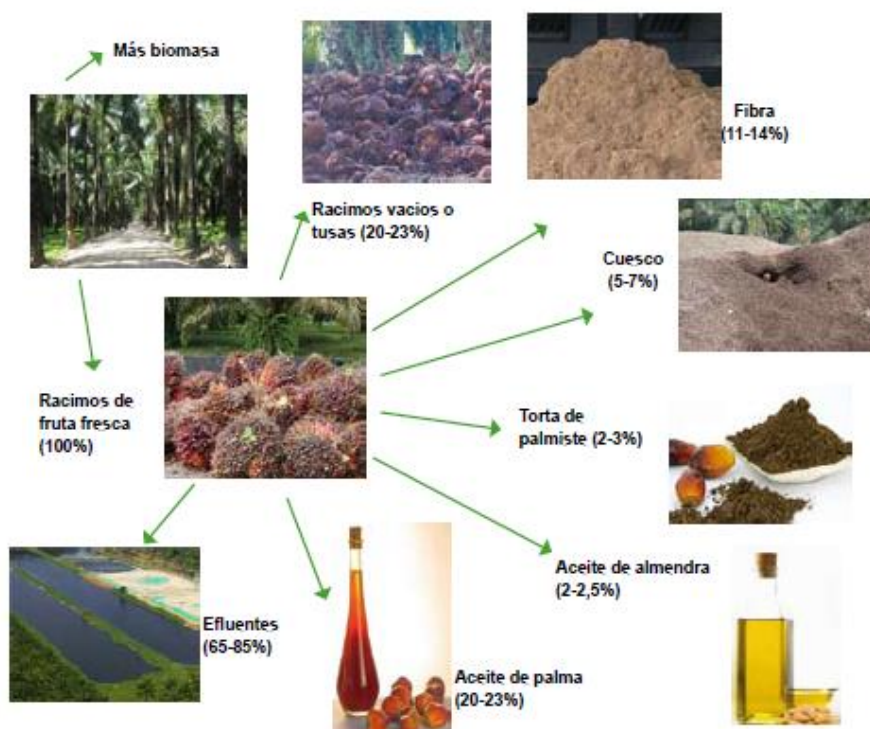 Más biomasa
Fibra
(11-14%)
Racimos vacios o
tusas (20-23%)
Cuesco
(5-7%)
Racimos de
fruta fresca
(100%)
Torta de
palmiste (2-3%)
Aceite de almendra
(2-2,5%)
Efluentes
(65-85%)
Aceite de palma
(20-23%)